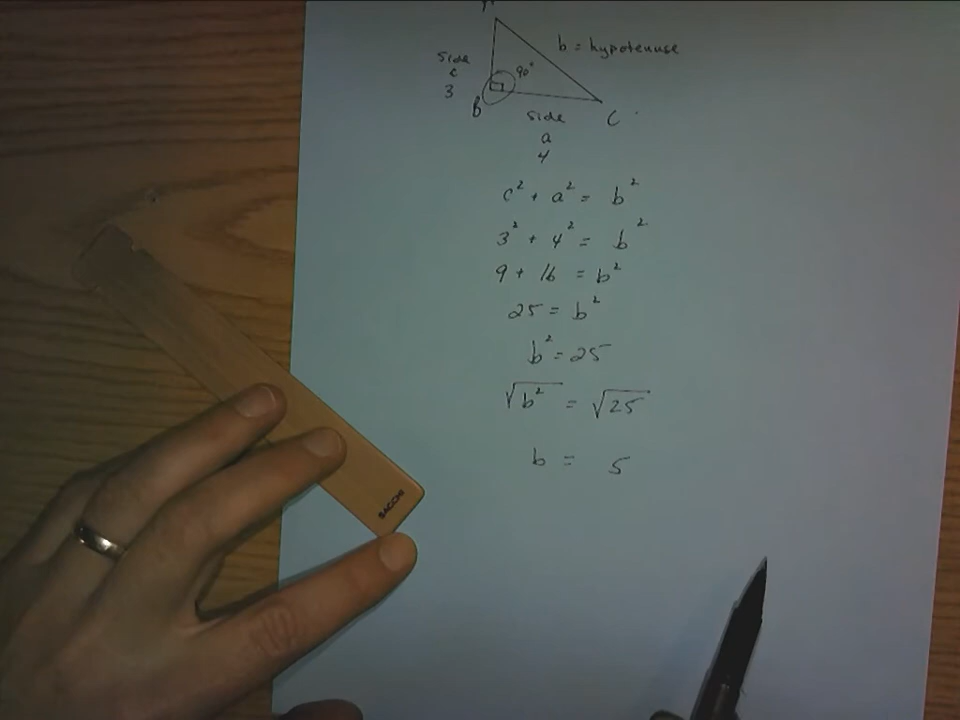 b = hypotenuse
side
c
3
90°
B
side
C
a
4
c² + a² = b²
3² + 4² = b²
9 + 16 = b²
25 = b²
b² = 25
√b² = √25
b = 5
SACCHI